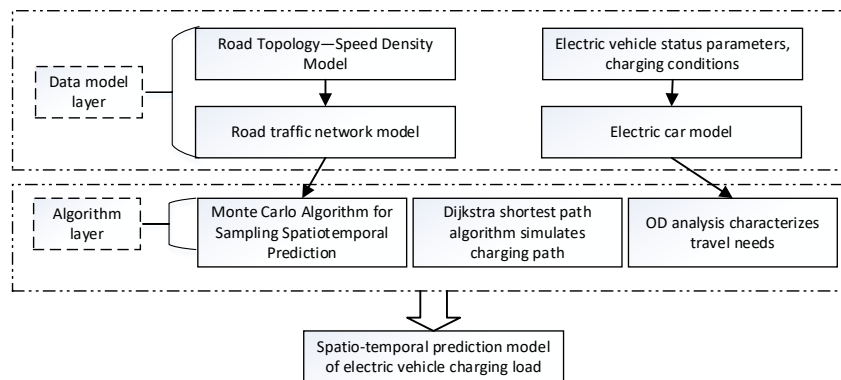 Road Topology—Speed Density
Model
Electric vehicle status parameters,
charging conditions
Data model
layer
Road traffic network model
Electric car model
Algorithm
layer
Monte Carlo Algorithm for
Sampling Spatiotemporal
Prediction
Dijkstra shortest path
algorithm simulates
charging path
OD analysis characterizes
travel needs
Spatio-temporal prediction model
of electric vehicle charging load